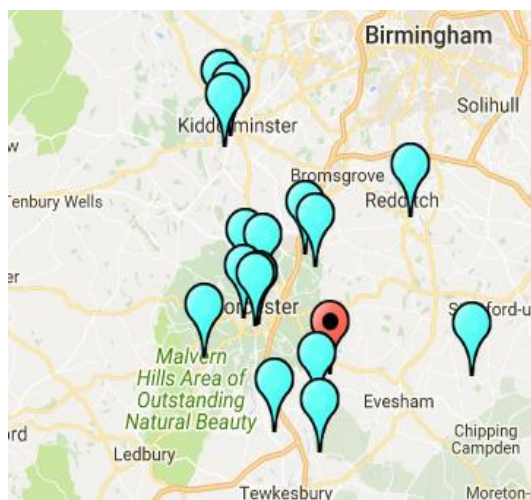 Birmingham
Solihull
Kidderminster
Bromsgrove
Tenbury Wells
Redditch
Malvern
Hills Area of
Outstanding
Natural Beauty
Evesham
Ledbury
Chipping
Campden
Tewkesbury
Moreton-